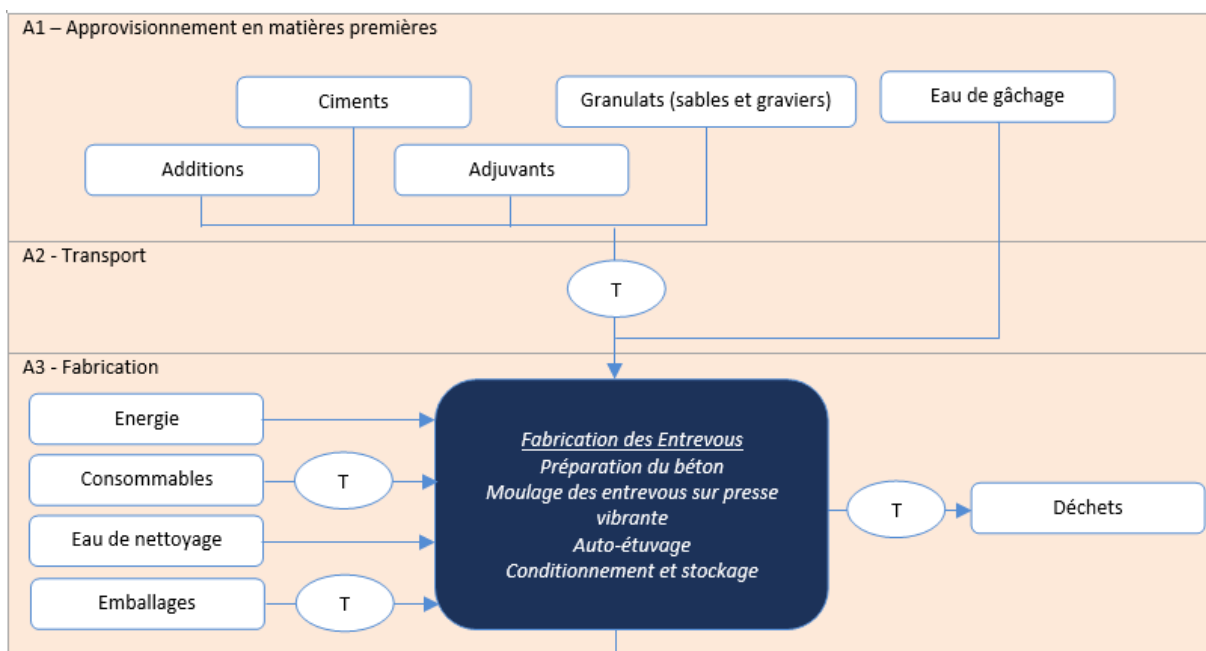 A1 – Approvisionnement en matières premières
Ciments
Granulats (sables et graviers)
Eau de gâchage
Additions
Adjuvants
A2 - Transport
T
A3 - Fabrication
Energie
Consommables
T
Eau de nettoyage
Emballages
T
Fabrication des Entrevous
Préparation du béton
Moulage des entrevous sur presse
vibrante
Auto-étuvage
Conditionnement et stockage
T
Déchets